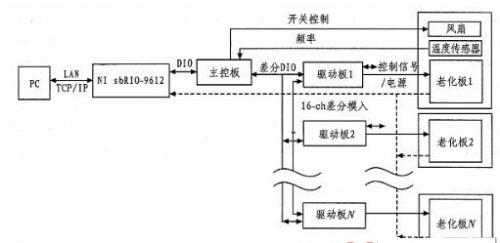 开关控制
风扇
频率
温度传感器
PC
LAN
TCP/IP
NI sbRIO-9612
DIO
主控板
差分DIO
驱动板1
控制信号
/电源
老化板1
16-ch差分模入
驱动板2
老化板2
驱动板N
老化板N